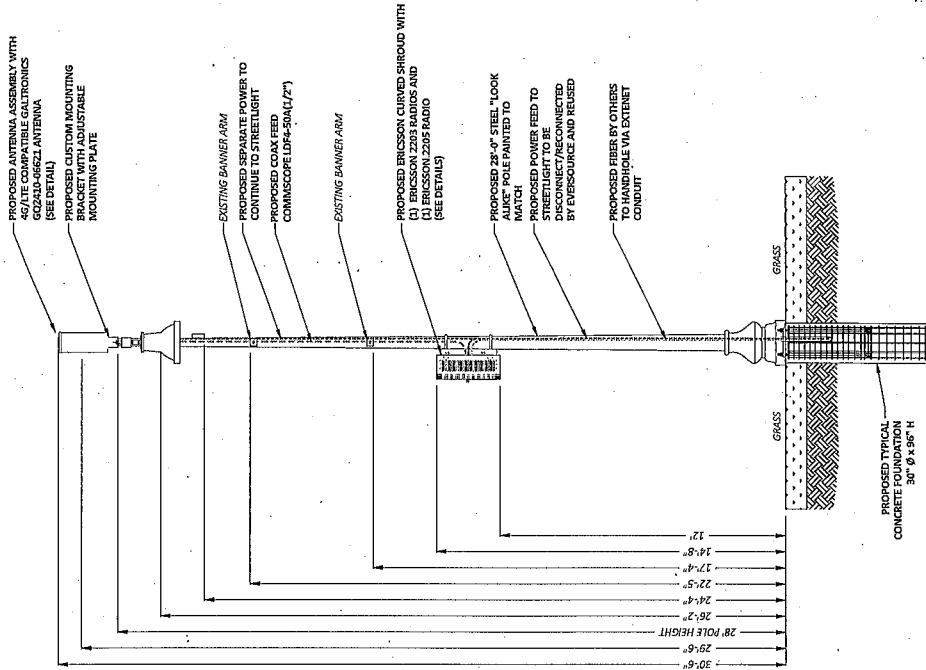 PROPOSED ANTENNA ASSEMBLY WITH
4G/LTE COMPATIBLE GALTRONICS
GQ2410-06621 ANTENNA
(SEE DETAIL)
PROPOSED CUSTOM MOUNTING
BRACKET WITH ADJUSTABLE
MOUNTING PLATE
EXISTING BANNER ARM
PROPOSED SEPARATE POWER TO
CONTINUE TO STREETLIGHT
PROPOSED COAX FEED
COMMSCOPE LDF4-50A(1/2")
EXISTING BANNER ARM
PROPOSED ERICSSON CURVED SHROUD WITH
(1) ERICSSON 2203 RADIOS AND
(1) ERICSSON 2205 RADIO
(SEE DETAILS)
PROPOSED 28'-0" STEEL "LOOK
ALIKE" POLE PAINTED TO
MATCH
PROPOSED POWER FEED TO
STREETLIGHT TO BE
DISCONNECT/RECONNECTED
BY EVERSOURCE AND REUSED
PROPOSED FIBER BY OTHERS
TO HANDHOLE VIA EXTENET
CONDUIT
GRASS
GRASS
PROPOSED TYPICAL
CONCRETE FOUNDATION
30" Ø x 96" H
12'
14'-8"
17'-4"
22'-5"
24'-4"
26'-2"
28' POLE HEIGHT
29'-6"
30'-6"